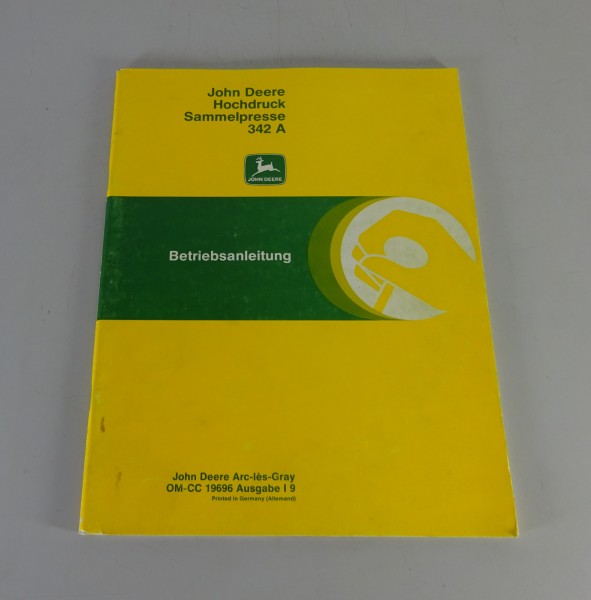 John Deere
Hochdruck
Sammelpresse
342 A
JOHN DEERE
Betriebsanleitung
John Deere Arc-lès-Gray
OM-CC 19696 Ausgabe I 9
Printed in Germany (Allemand)